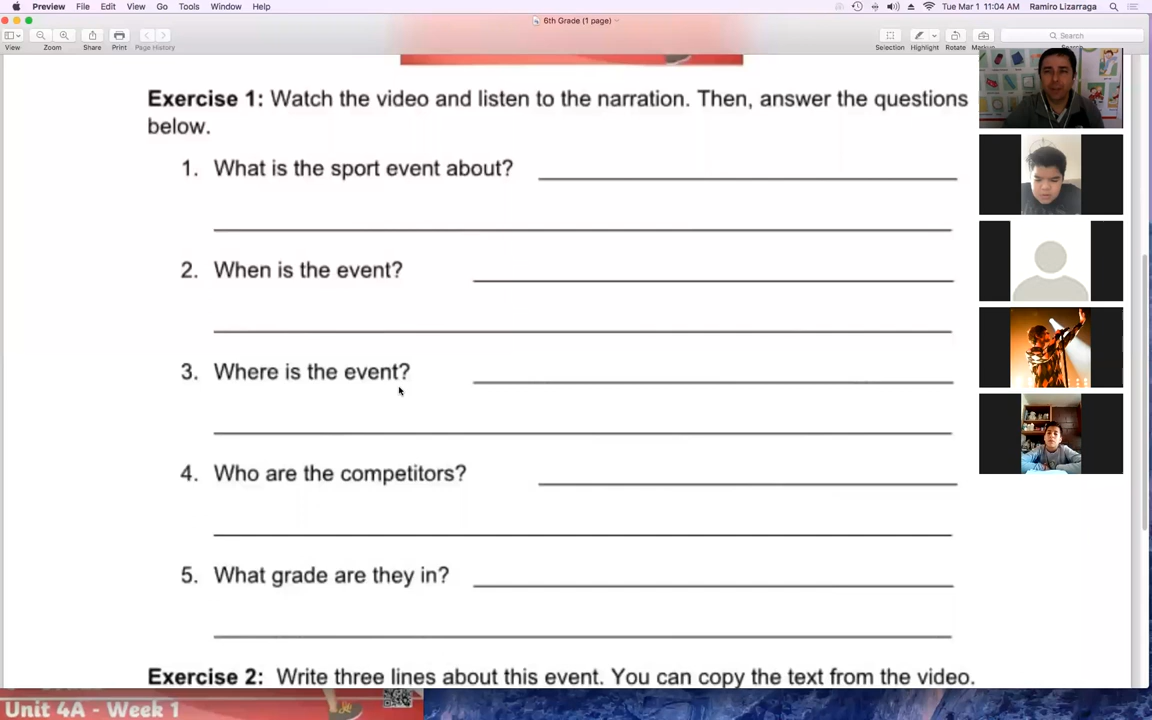 Preview File Edit View Go Tools Window Help Tue Mar 1 11:04 AM Ramiro Lizarraga
6th Grade (1 page)
View Zoom Share Print Page History Selection Highlight Rotate Markup Search
Search
Exercise 1: Watch the video and listen to the narration. Then, answer the questions
below.
1. What is the sport event about?
2. When is the event?
3. Where is the event?
4. Who are the competitors?
5. What grade are they in?
Exercise 2: Write three lines about this event. You can copy the text from the video.
Unit 4A - Week 1